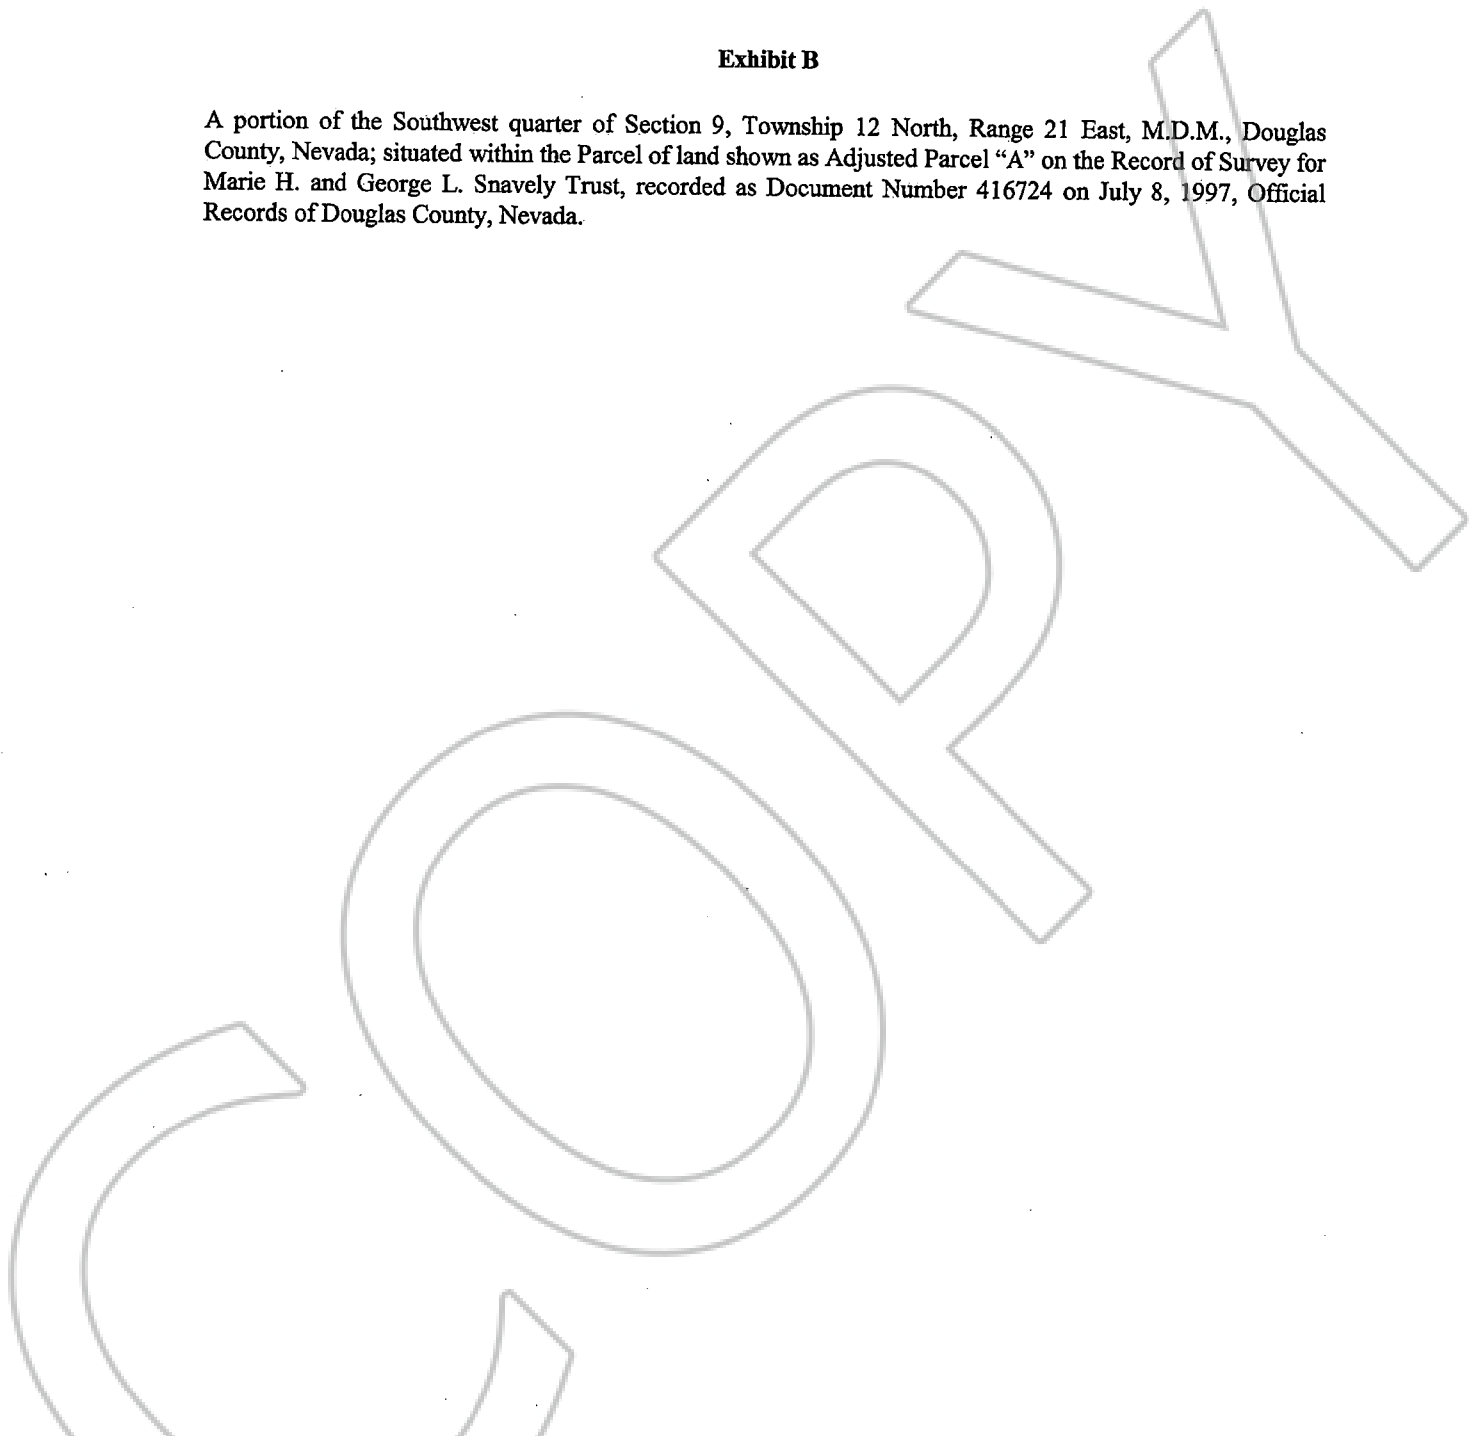 Exhibit B
A portion of the Southwest quarter of Section 9, Township 12 North, Range 21 East, M.D.M., Douglas
County, Nevada; situated within the Parcel of land shown as Adjusted Parcel “A” on the Record of Survey for
Marie H. and George L. Snavely Trust, recorded as Document Number 416724 on July 8, 1997, Official
Records of Douglas County, Nevada.
COPY